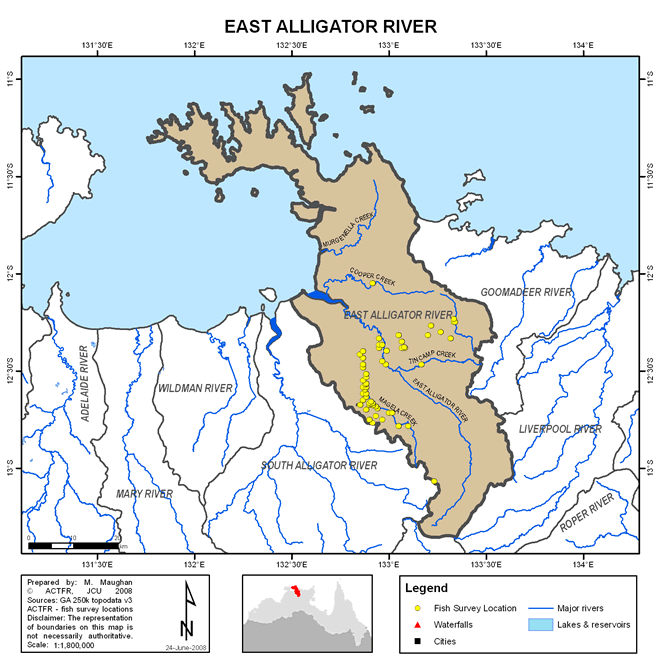 EAST ALLIGATOR RIVER
131°30'E
132°E
132°30'E
133°E
133°30'E
134°E
11°S
11°S
11°30'S
11°30'S
MURGENELLA CREEK
COOPER CREEK
12°S
12°S
GOOMADEER RIVER
EAST ALLIGATOR RIVER
TIN CAMP CREEK
12°30'S
12°30'S
ADELAIDE RIVER
WILDMAN RIVER
EAST ALLIGATOR RIVER
MAGELA CREEK
LIVERPOOL RIVER
SOUTH ALLIGATOR RIVER
13°S
13°S
MARY RIVER
ROPER RIVER
0 10 20
km
131°30'E
132°E
132°30'E
133°E
133°30'E
134°E
Prepared by: M. Maughan
© ACTFR, JCU 2008
Sources: GA 250k topodata v3
ACTFR - fish survey locations
Disclaimer: The representation
of boundaries on this map is
not necessarily authoritative.
Scale: 1:1,800,000
N
24-June-2008
Legend
Fish Survey Location
Major rivers
Waterfalls
Lakes & reservoirs
Cities